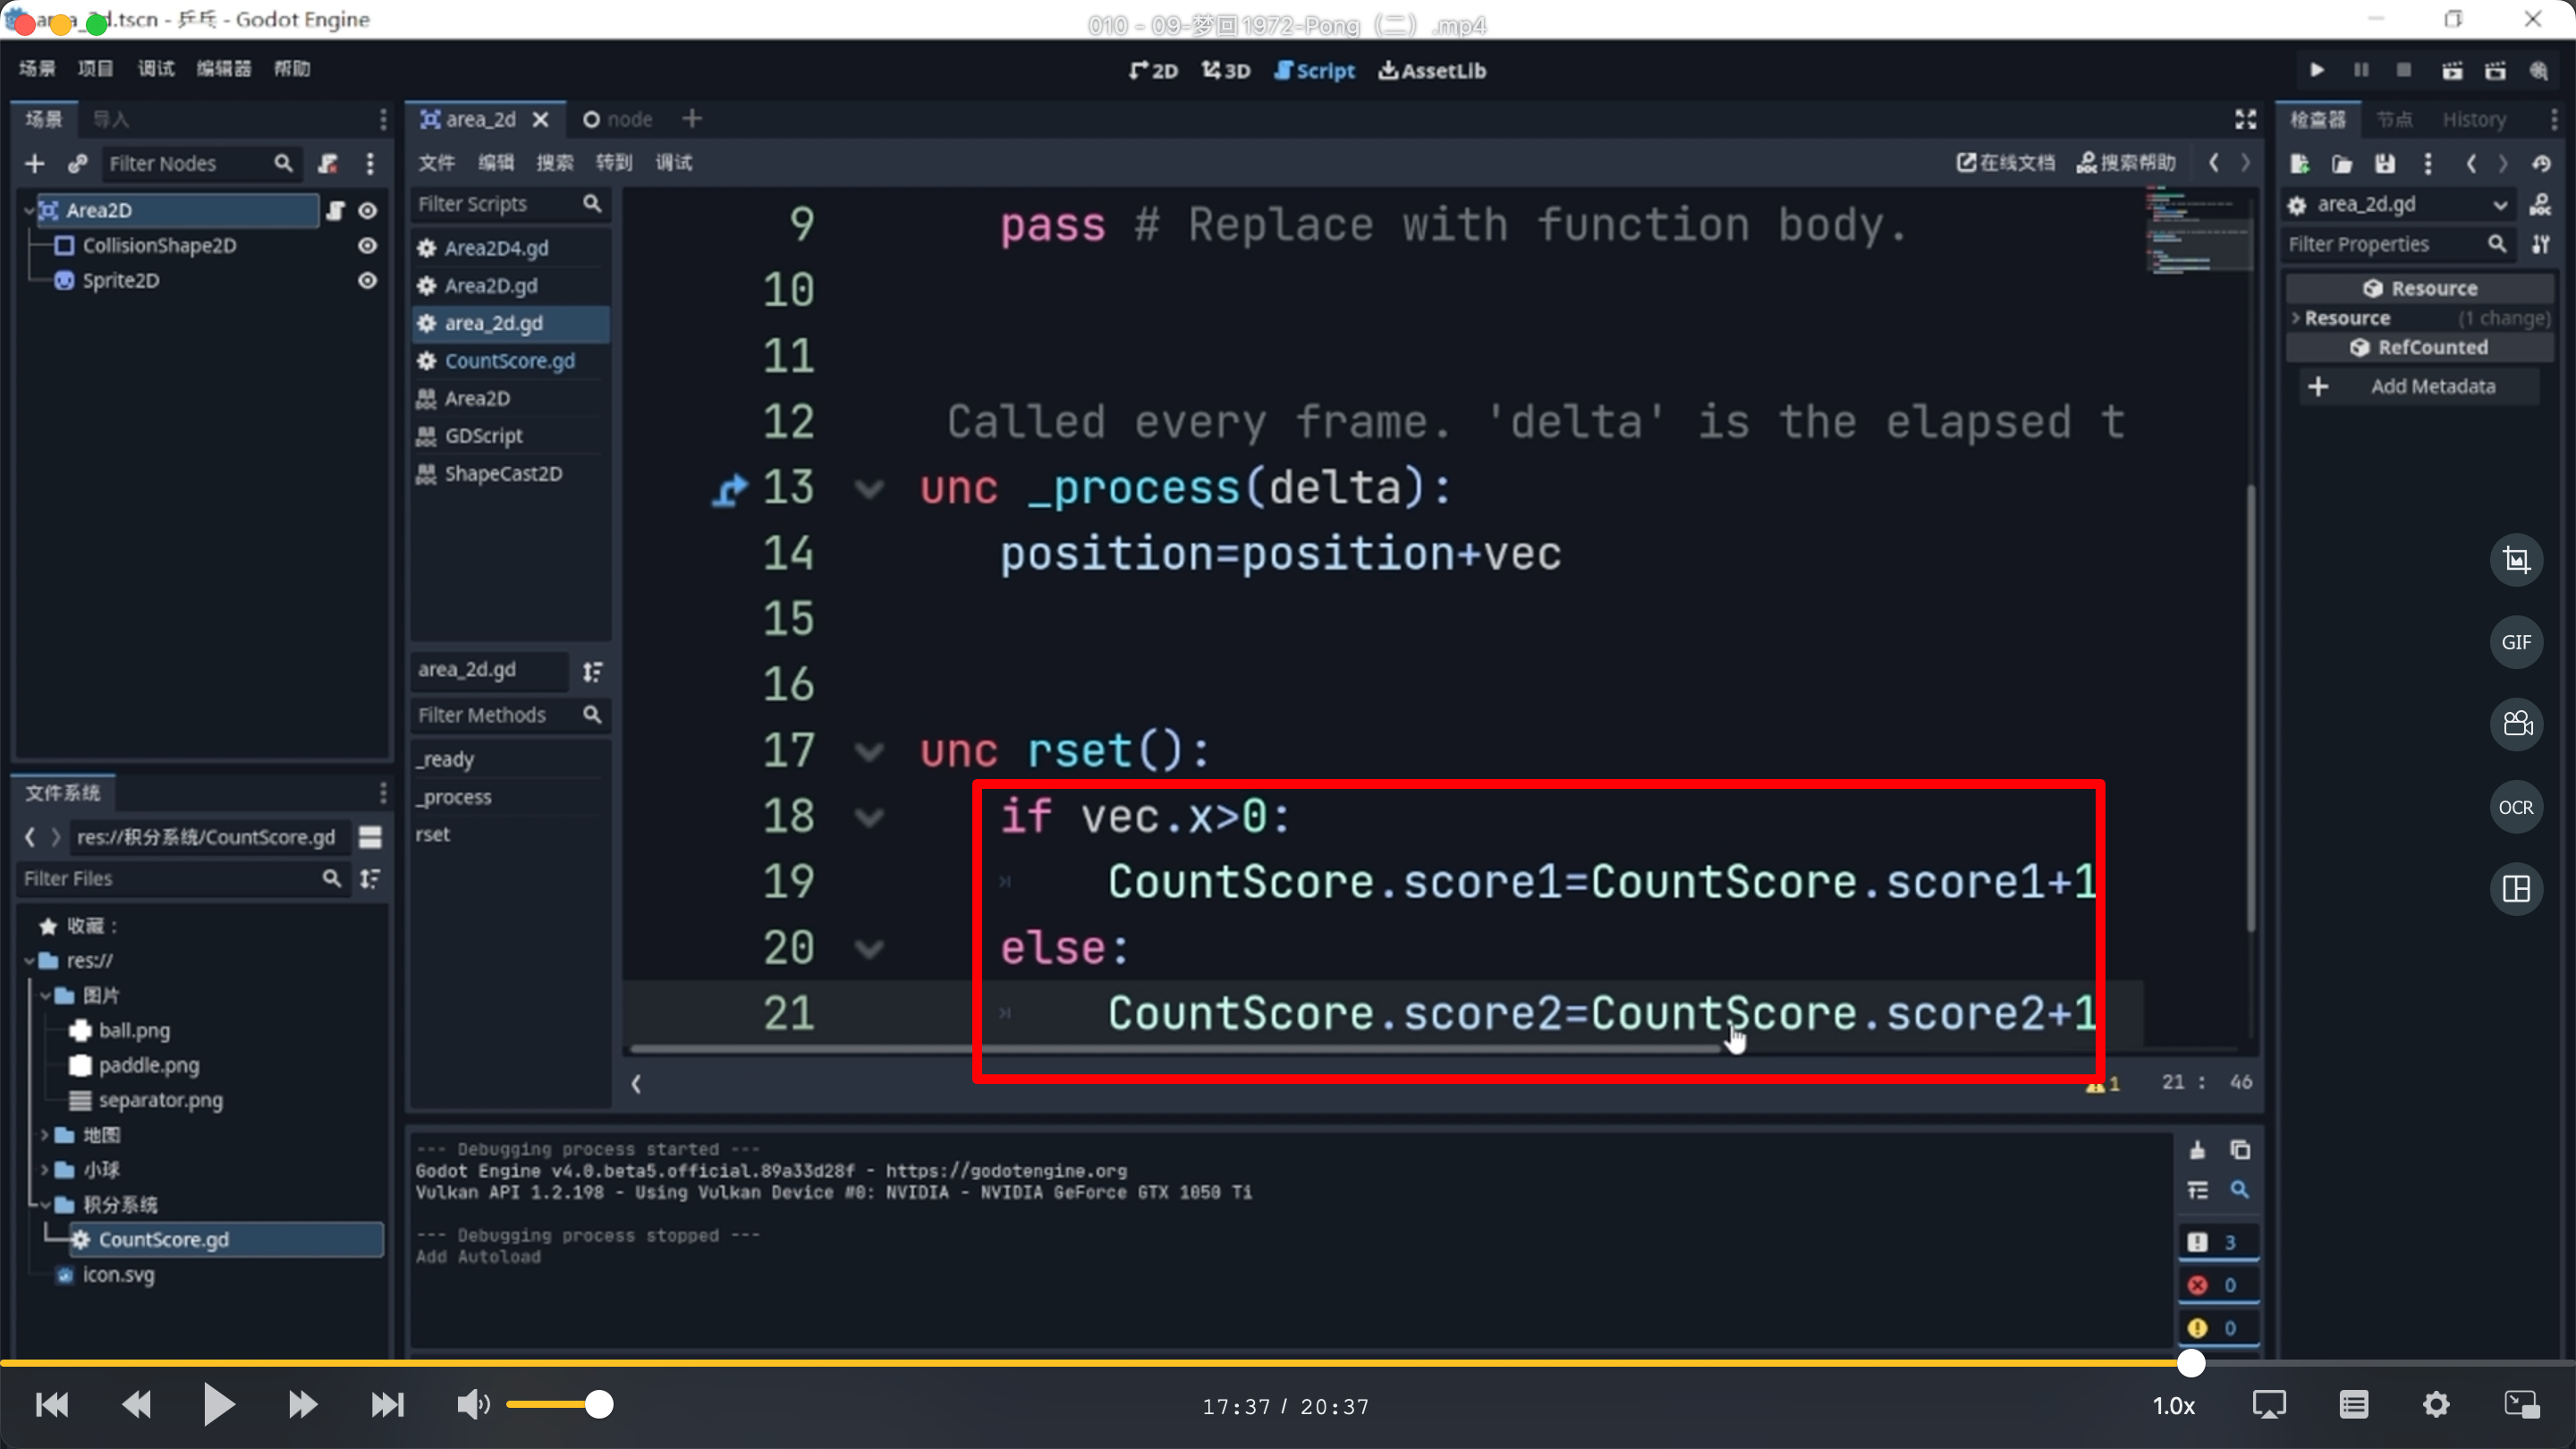 area_2d.tscn - 乒乓 - Godot Engine
010 - 09-梦回1972-Pong（二）.mp4
场景 项目 调试 编辑器 帮助
2D 3D Script AssetLib
场景 导入
area_2d node
检查器 节点 History
Filter Nodes
文件 编辑 搜索 转到 调试
在线文档 搜索帮助
Area2D
CollisionShape2D
Sprite2D
Filter Scripts
Area2D4.gd
Area2D.gd
area_2d.gd
CountScore.gd
Area2D
GDScript
ShapeCast2D
area_2d.gd
Filter Methods
_ready
_process
rset
9 pass # Replace with function body.
10
11
12 Called every frame. 'delta' is the elapsed t
13 unc _process(delta):
14 position=position+vec
15
16
17 unc rset():
18 if vec.x>0:
19 CountScore.score1=CountScore.score1+1
20 else:
21 CountScore.score2=CountScore.score2+1
1 21 : 46
area_2d.gd
Filter Properties
Resource
Resource (1 change)
RefCounted
Add Metadata
GIF
OCR
文件系统
res://积分系统/CountScore.gd
Filter Files
收藏：
res://
图片
ball.png
paddle.png
separator.png
地图
小球
积分系统
CountScore.gd
icon.svg
--- Debugging process started ---
Godot Engine v4.0.beta5.official.89a33d28f - https://godotengine.org
Vulkan API 1.2.198 - Using Vulkan Device #0: NVIDIA - NVIDIA GeForce GTX 1050 Ti
--- Debugging process stopped ---
Add Autoload
3
0
0
17:37 / 20:37
1.0x